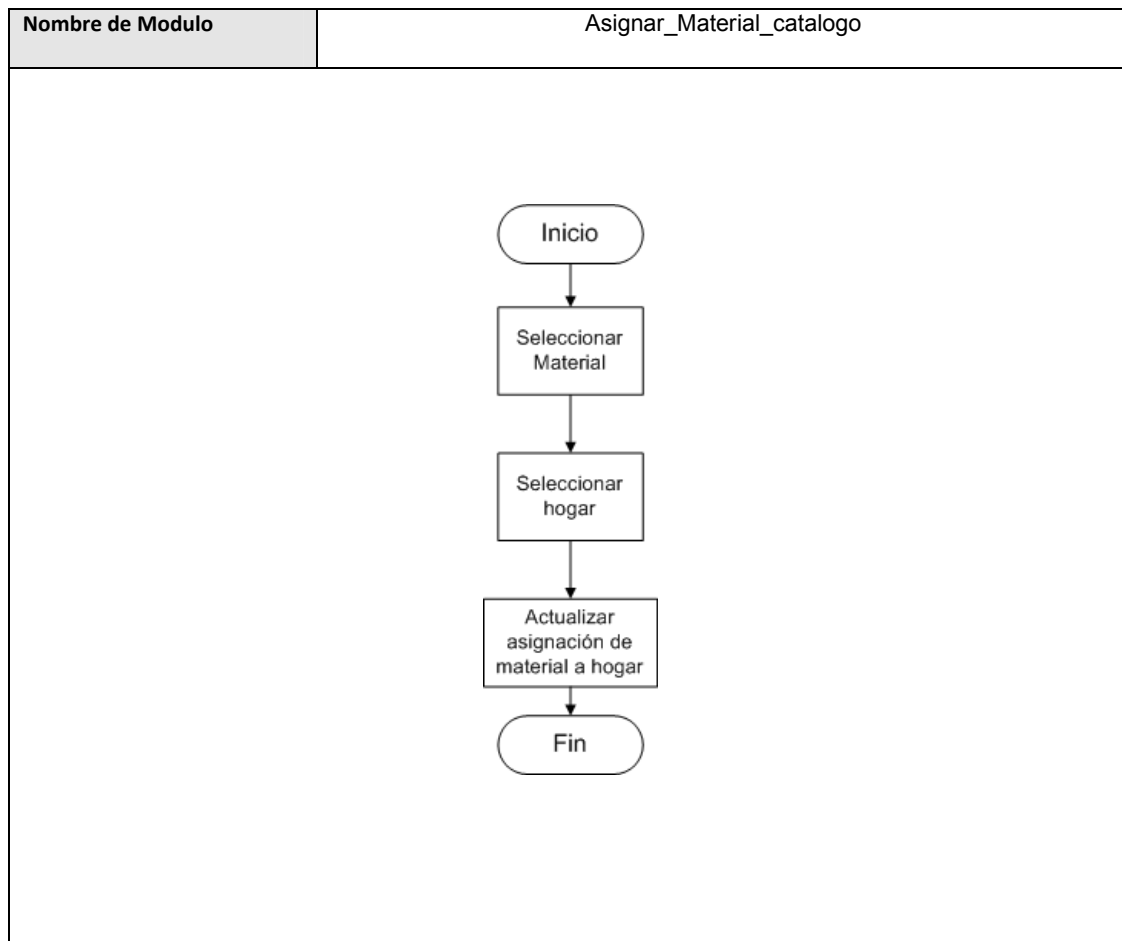 Nombre de Modulo
Asignar_Material_catalogo
Inicio
Seleccionar
Material
Seleccionar
hogar
Actualizar
asignación de
material a hogar
Fin